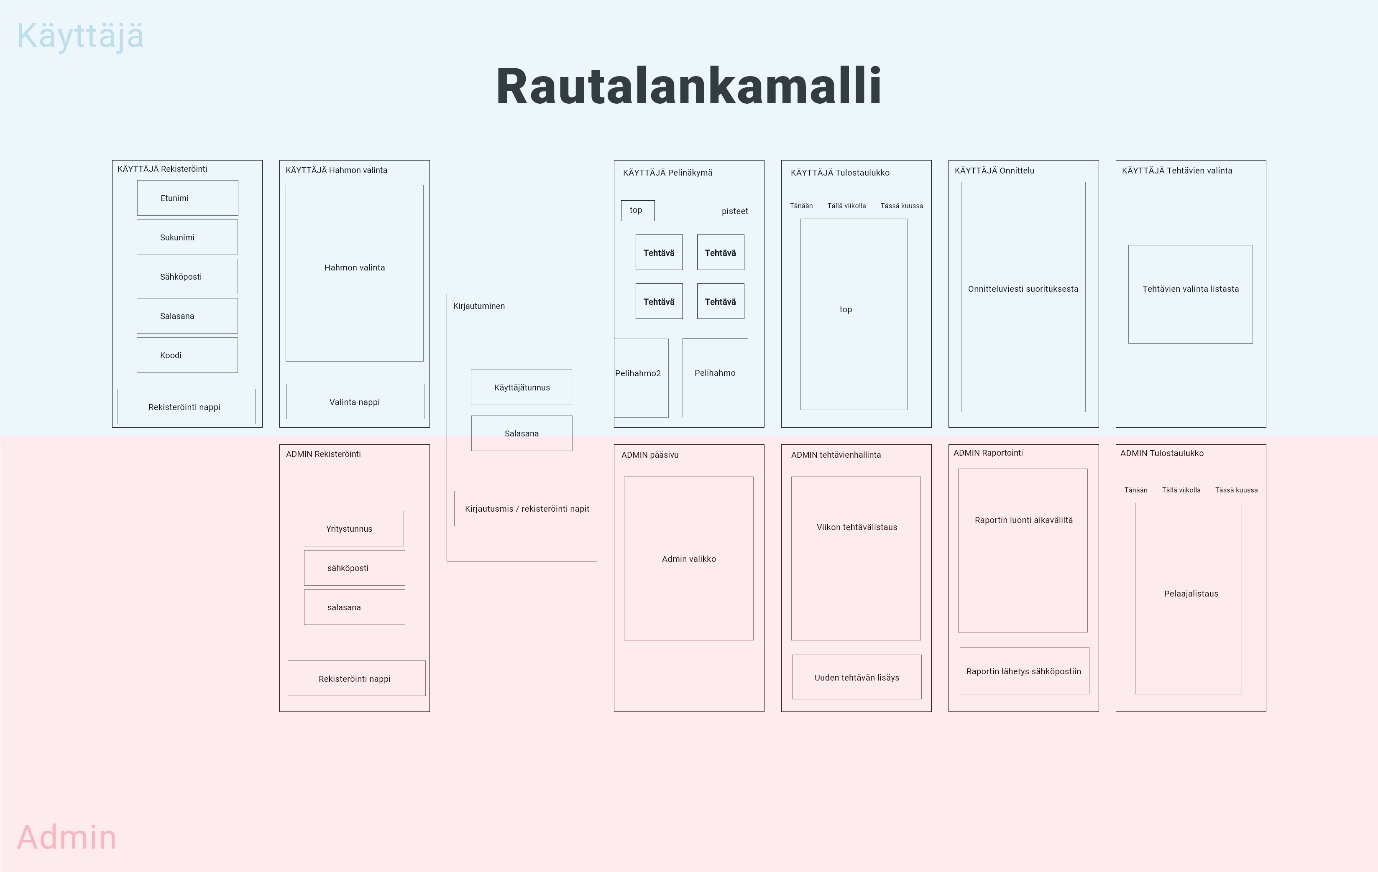 Käyttäjä
Rautalankamalli
KÄYTTÄJÄ Rekisteröinti
Etunimi
Sukunimi
Sähköposti
Salasana
Koodi
Rekisteröinti nappi
KÄYTTÄJÄ Hahmon valinta
Hahmon valinta
Valinta nappi
Kirjautuminen
Käyttäjätunnus
Salasana
Kirjautusmis / rekisteröinti napit
KÄYTTÄJÄ Pelinäkymä
top
pisteet
Tehtävä
Tehtävä
Tehtävä
Tehtävä
Pelihahmo2
Pelihahmo
KÄYTTÄJÄ Tulostaulukko
Tänään Tällä viikolla Tässä kuussa
top
KÄYTTÄJÄ Onnittelu
Onnitteluviesti suorituksesta
KÄYTTÄJÄ Tehtävien valinta
Tehtävien valinta listasta
ADMIN Rekisteröinti
Yritystunnus
sähköposti
salasana
Rekisteröinti nappi
ADMIN pääsivu
Admin valikko
ADMIN tehtävienhallinta
Viikon tehtävälistaus
Uuden tehtävän lisäys
ADMIN Raportointi
Raportin luonti aikaväliltä
Raportin lähetys sähköpostiin
ADMIN Tulostaulukko
Tänään Tällä viikolla Tässä kuussa
Pelaajalistaus
Admin